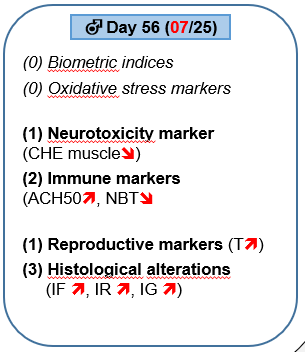 ♂ Day 56 (07/25)
(0) Biometric indices
(0) Oxidative stress markers
(1) Neurotoxicity marker
(CHE muscle↘)
(2) Immune markers
(ACH50↗, NBT↘
(1) Reproductive markers (T↗)
(3) Histological alterations
(IF ↗, IR ↗, IG ↗)